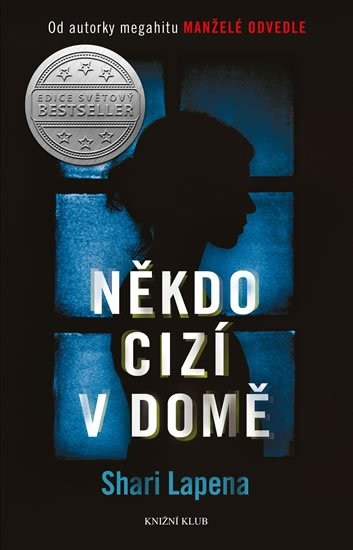 Od autorky megahitu MANŽELÉ ODVEDLE
EDICE SVĚTOVÝ
BESTSELLER
NĚKDO
CIZÍ
V DOMĚ
Shari Lapena
KNIŽNÍ KLUB